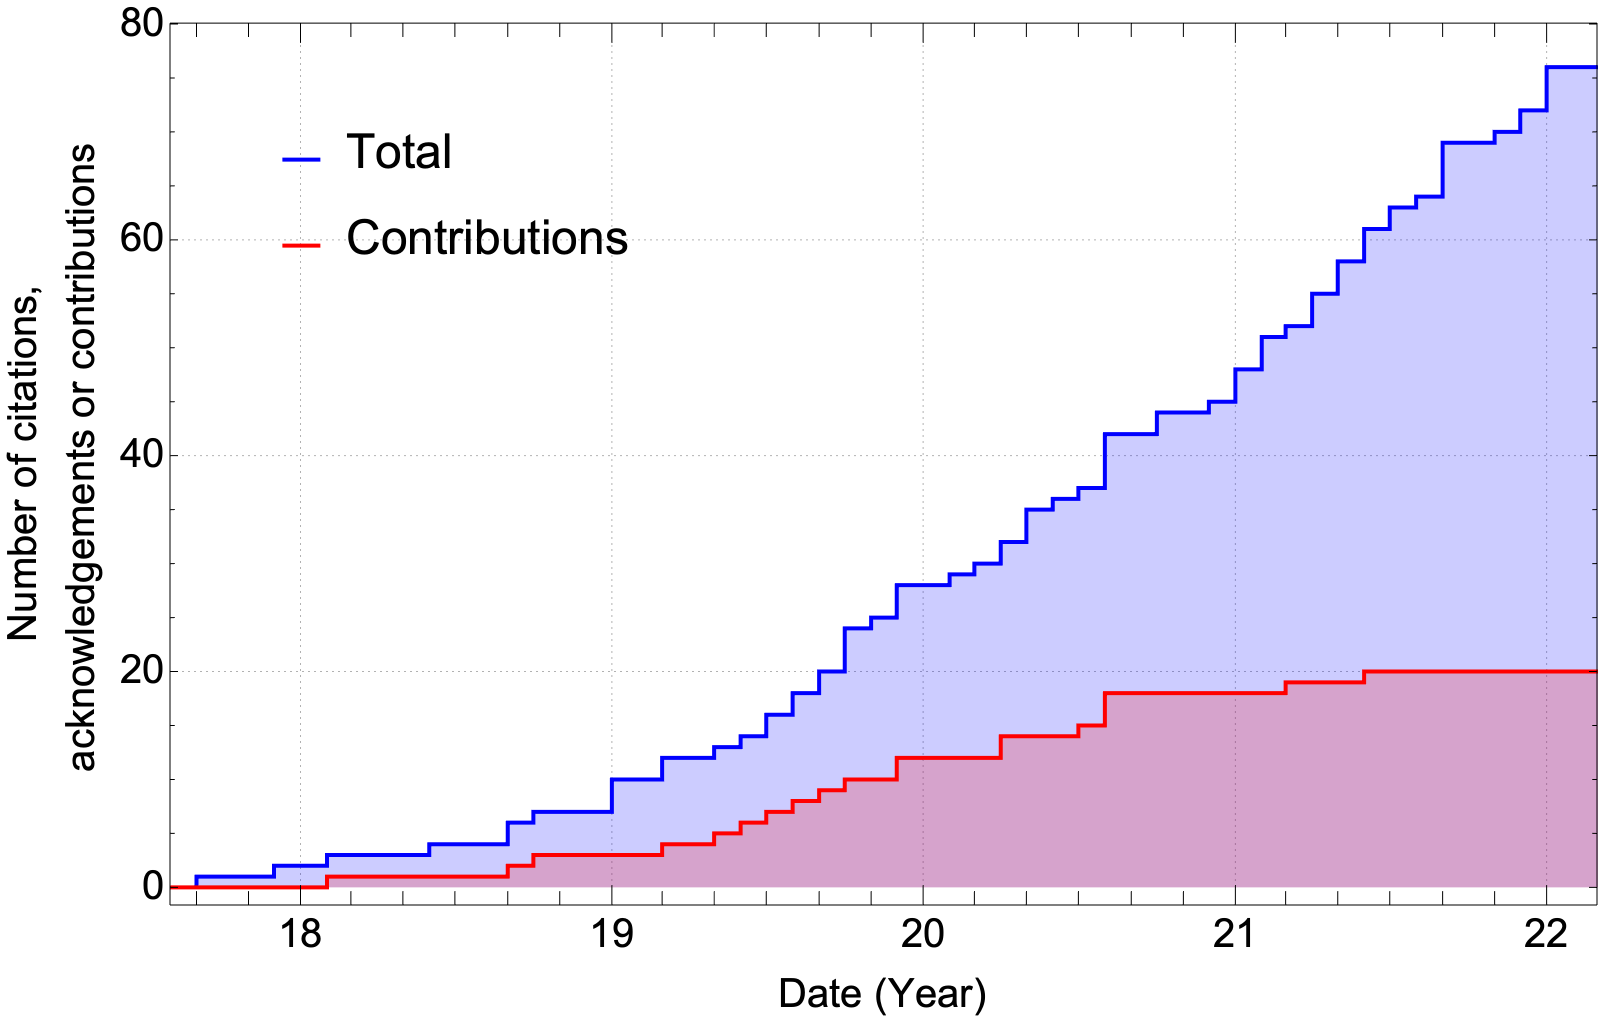 80
60
40
20
0
Total
Contributions
Number of citations,
acknowledgements or contributions
18 19 20 21 22
Date (Year)